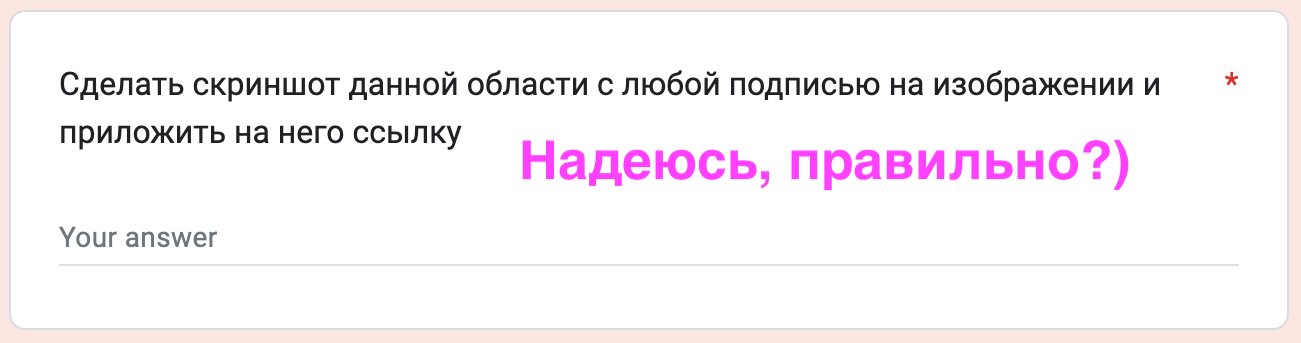 Сделать скриншот данной области с любой подписью на изображении и *
приложить на него ссылку
Надеюсь, правильно?)
Your answer